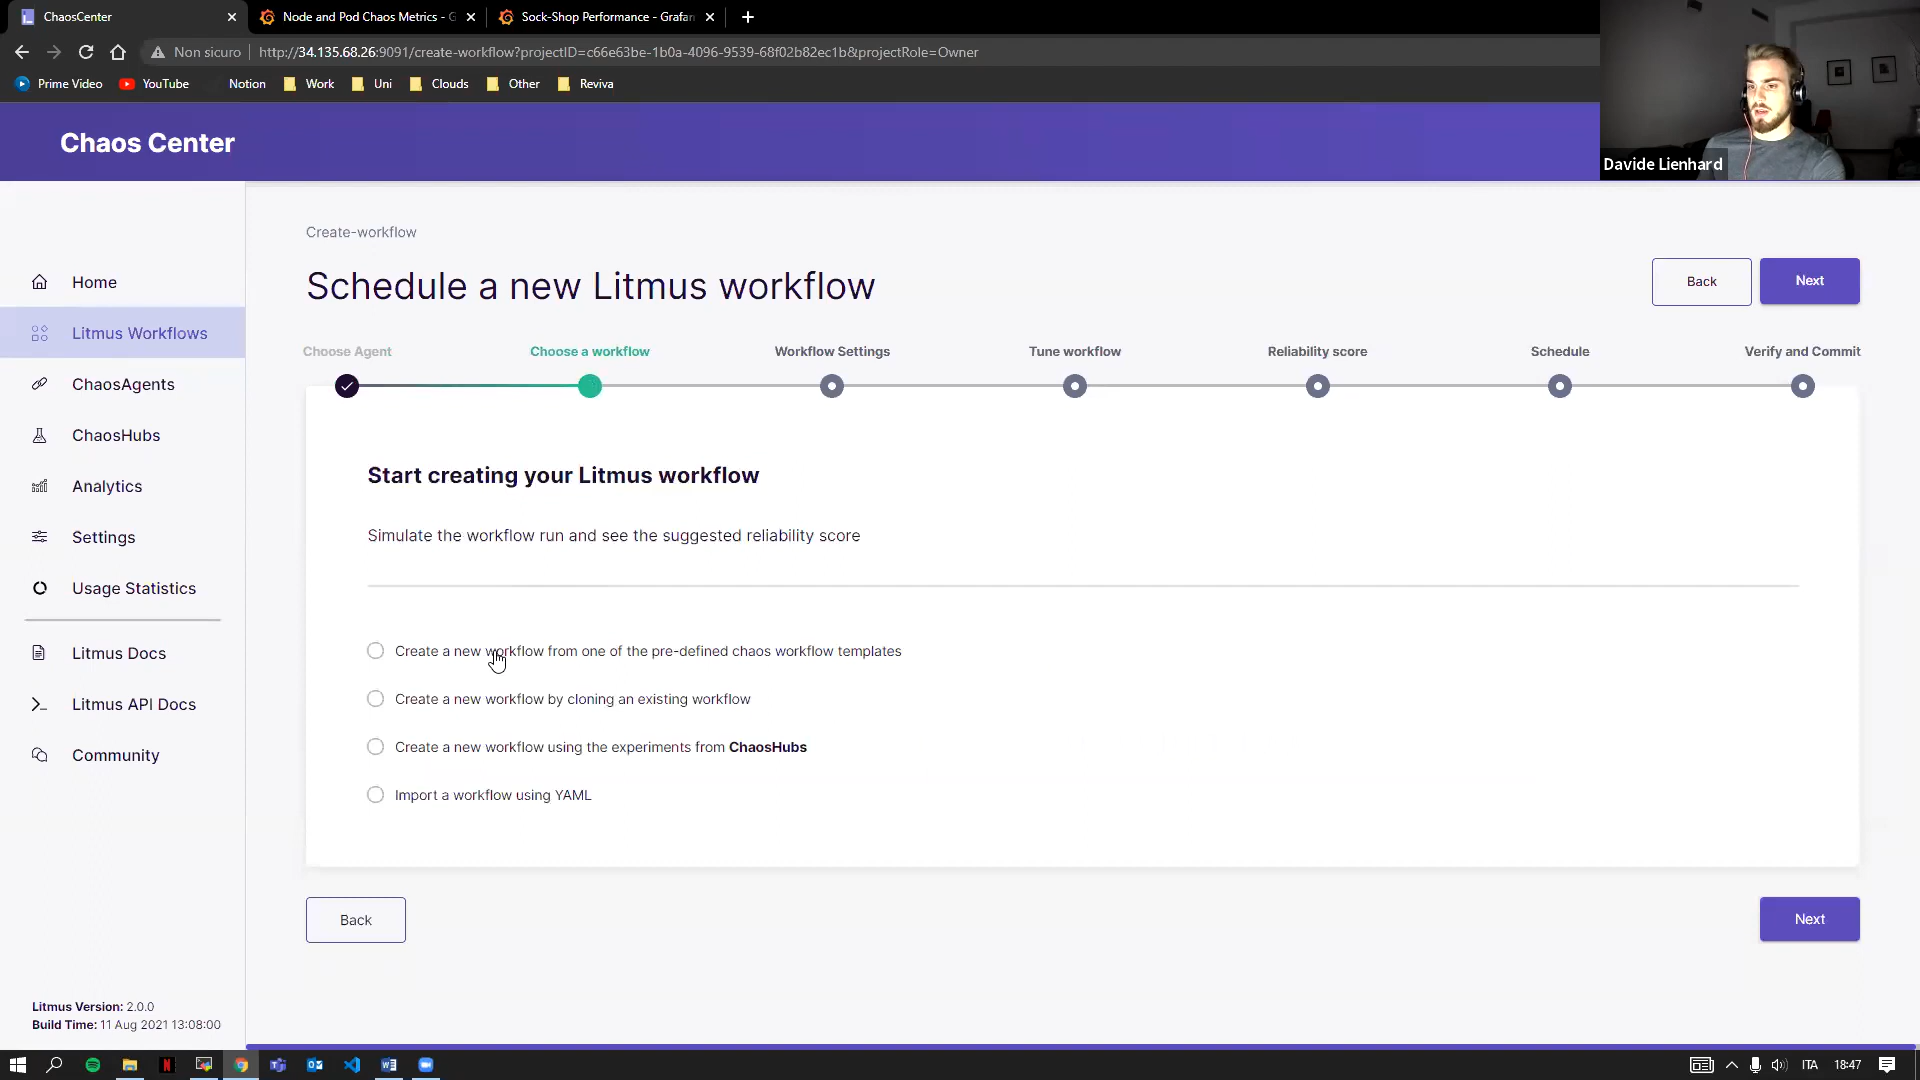 ChaosCenter
Node and Pod Chaos Metrics - G
Sock-Shop Performance - Grafan
Non sicuro
http://34.135.68.26:9091/create-workflow?projectID=c66e63be-1b0a-4096-9539-68f02b82ec1b&projectRole=Owner
Prime Video
YouTube
Notion
Work
Uni
Clouds
Other
Reviva
Davide Lienhard
Chaos Center
Home
Litmus Workflows
ChaosAgents
ChaosHubs
Analytics
Settings
Usage Statistics
Litmus Docs
Litmus API Docs
Community
Litmus Version: 2.0.0
Build Time: 11 Aug 2021 13:08:00
Create-workflow
Schedule a new Litmus workflow
Back
Next
Choose Agent
Choose a workflow
Workflow Settings
Tune workflow
Reliability score
Schedule
Verify and Commit
Start creating your Litmus workflow
Simulate the workflow run and see the suggested reliability score
Create a new workflow from one of the pre-defined chaos workflow templates
Create a new workflow by cloning an existing workflow
Create a new workflow using the experiments from ChaosHubs
Import a workflow using YAML
Back
Next
ITA
18:47